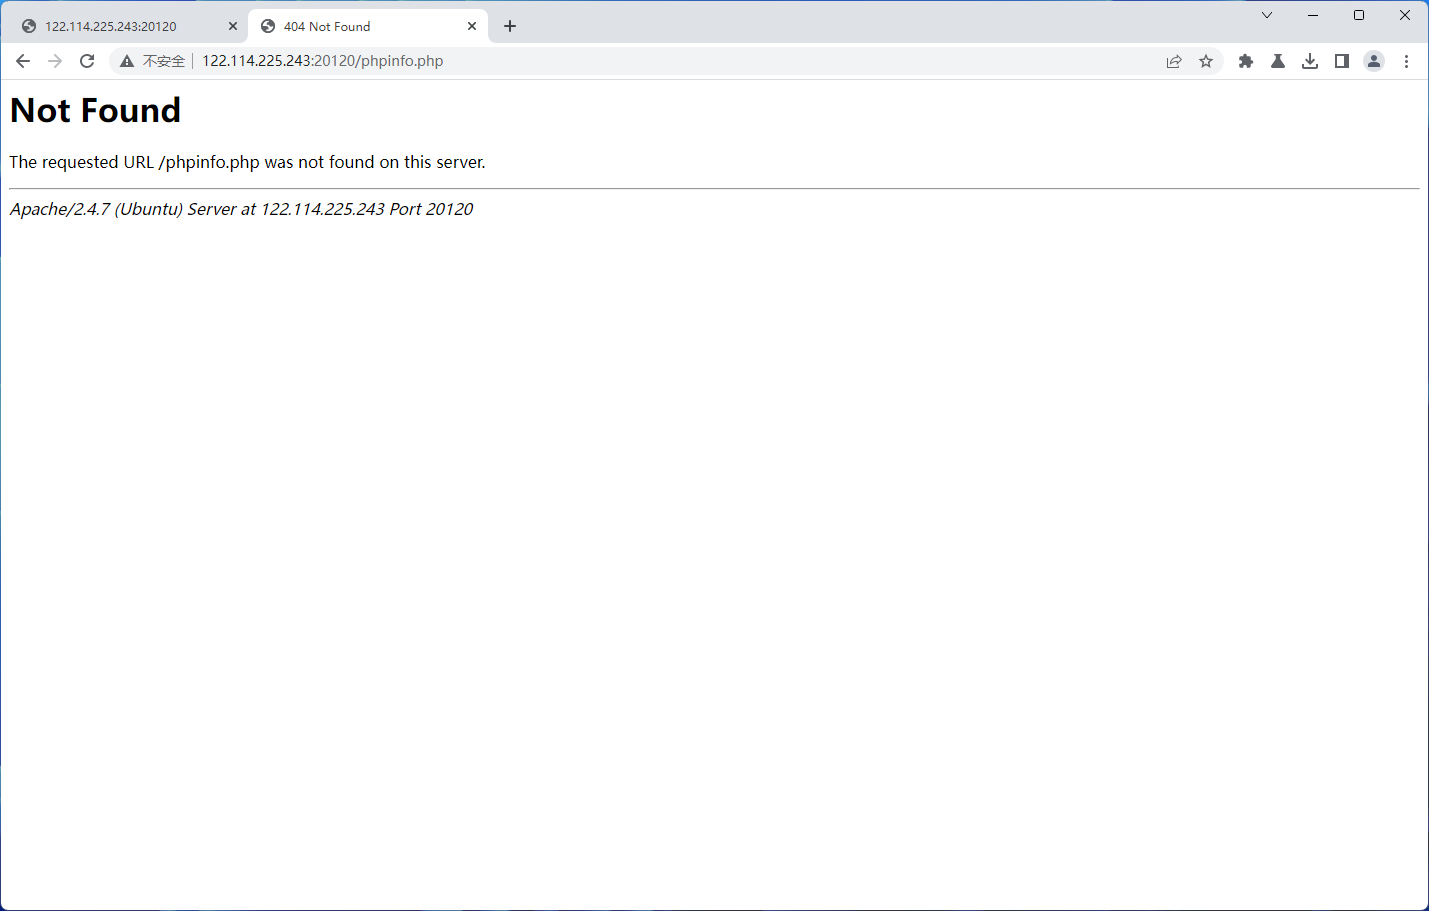 122.114.225.243:20120
404 Not Found
不安全 122.114.225.243:20120/phpinfo.php
Not Found
The requested URL /phpinfo.php was not found on this server.
Apache/2.4.7 (Ubuntu) Server at 122.114.225.243 Port 20120